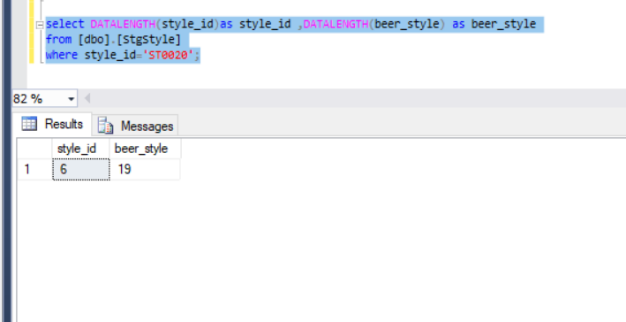 select DATALENGTH(style_id)as style_id ,DATALENGTH(beer_style) as beer_style
from [dbo].[StgStyle]
where style_id='ST0020';
82 %
Results Messages
style_id beer_style
1 6 19